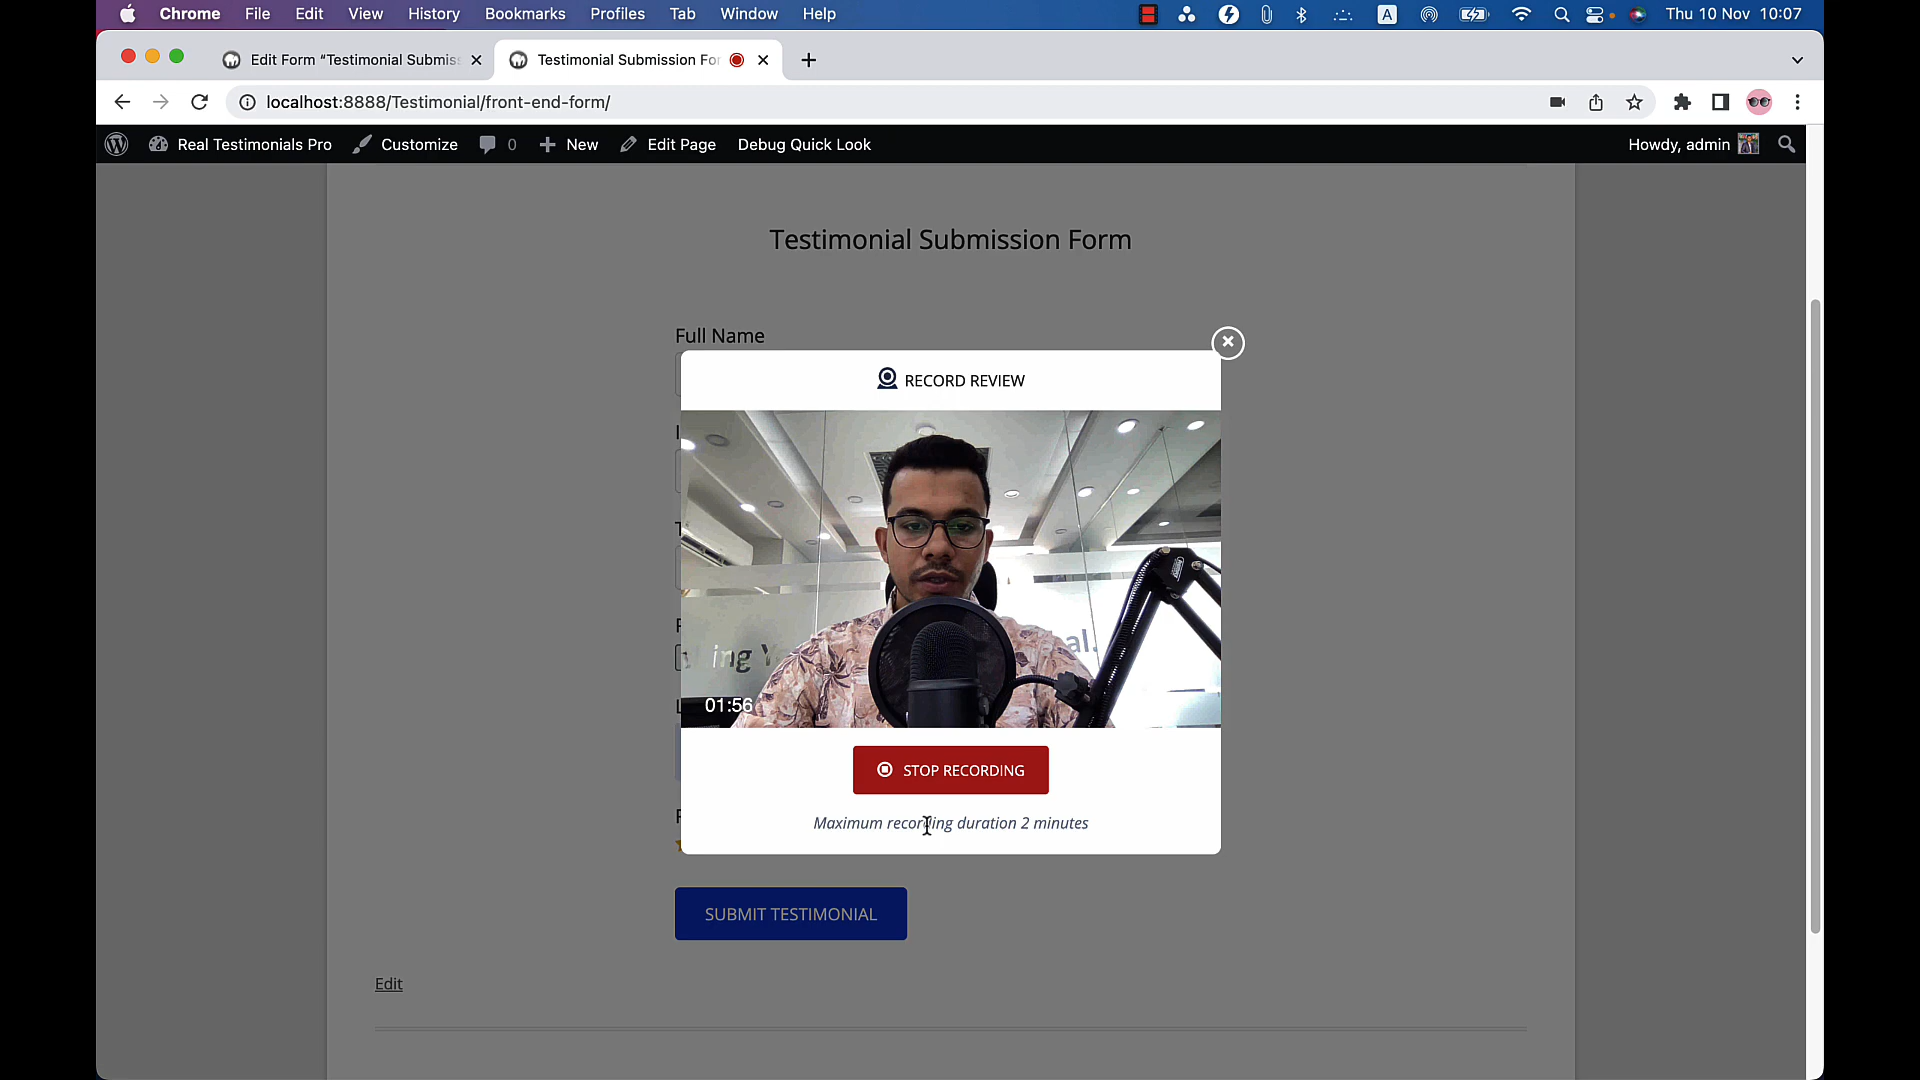 Chrome File Edit View History Bookmarks Profiles Tab Window Help A Thu 10 Nov 10:07
Edit Form “Testimonial Submis
Testimonial Submission For
localhost:8888/Testimonial/front-end-form/
Real Testimonials Pro Customize 0 New Edit Page Debug Quick Look Howdy, admin
Testimonial Submission Form
Full Name
RECORD REVIEW
ing Y
al.
01:56
STOP RECORDING
Maximum recording duration 2 minutes
SUBMIT TESTIMONIAL
Edit